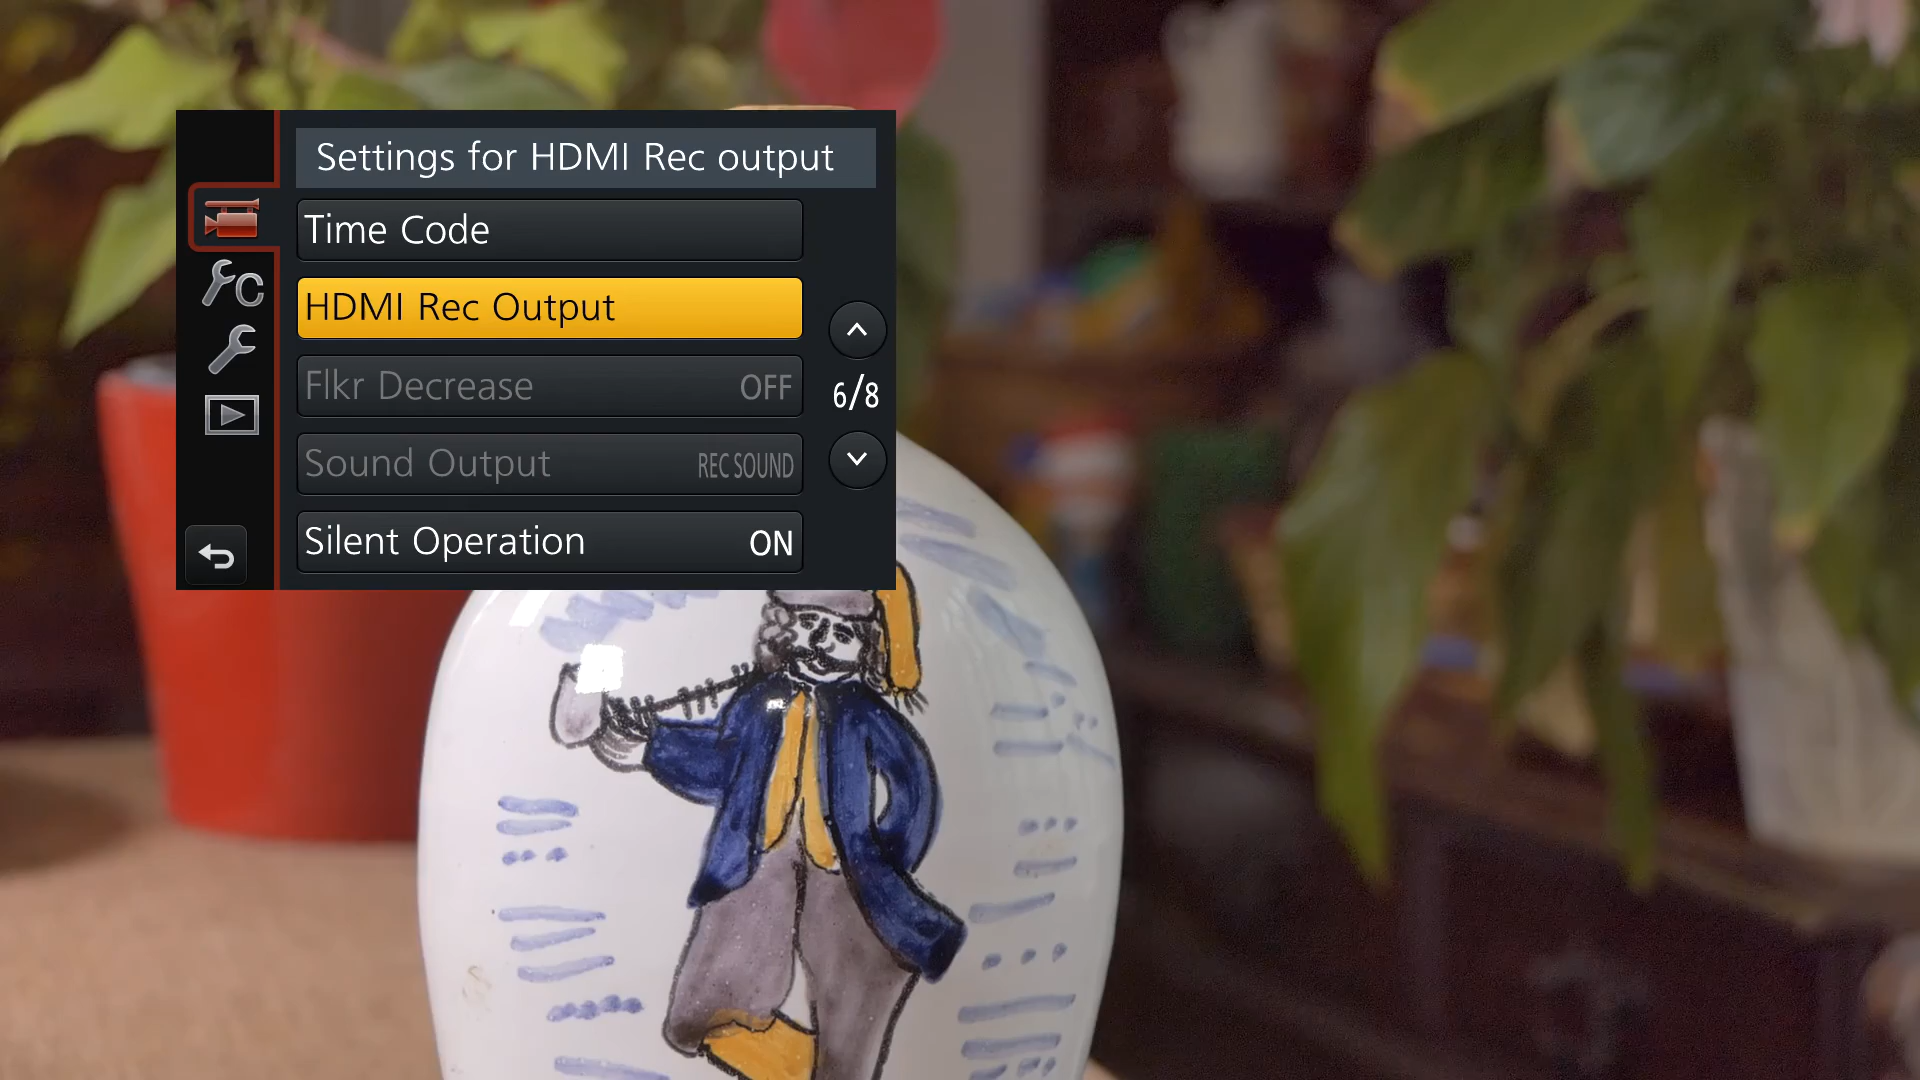 Settings for HDMI Rec output
Time Code
HDMI Rec Output
Flkr Decrease OFF
6/8
Sound Output REC SOUND
Silent Operation ON
C